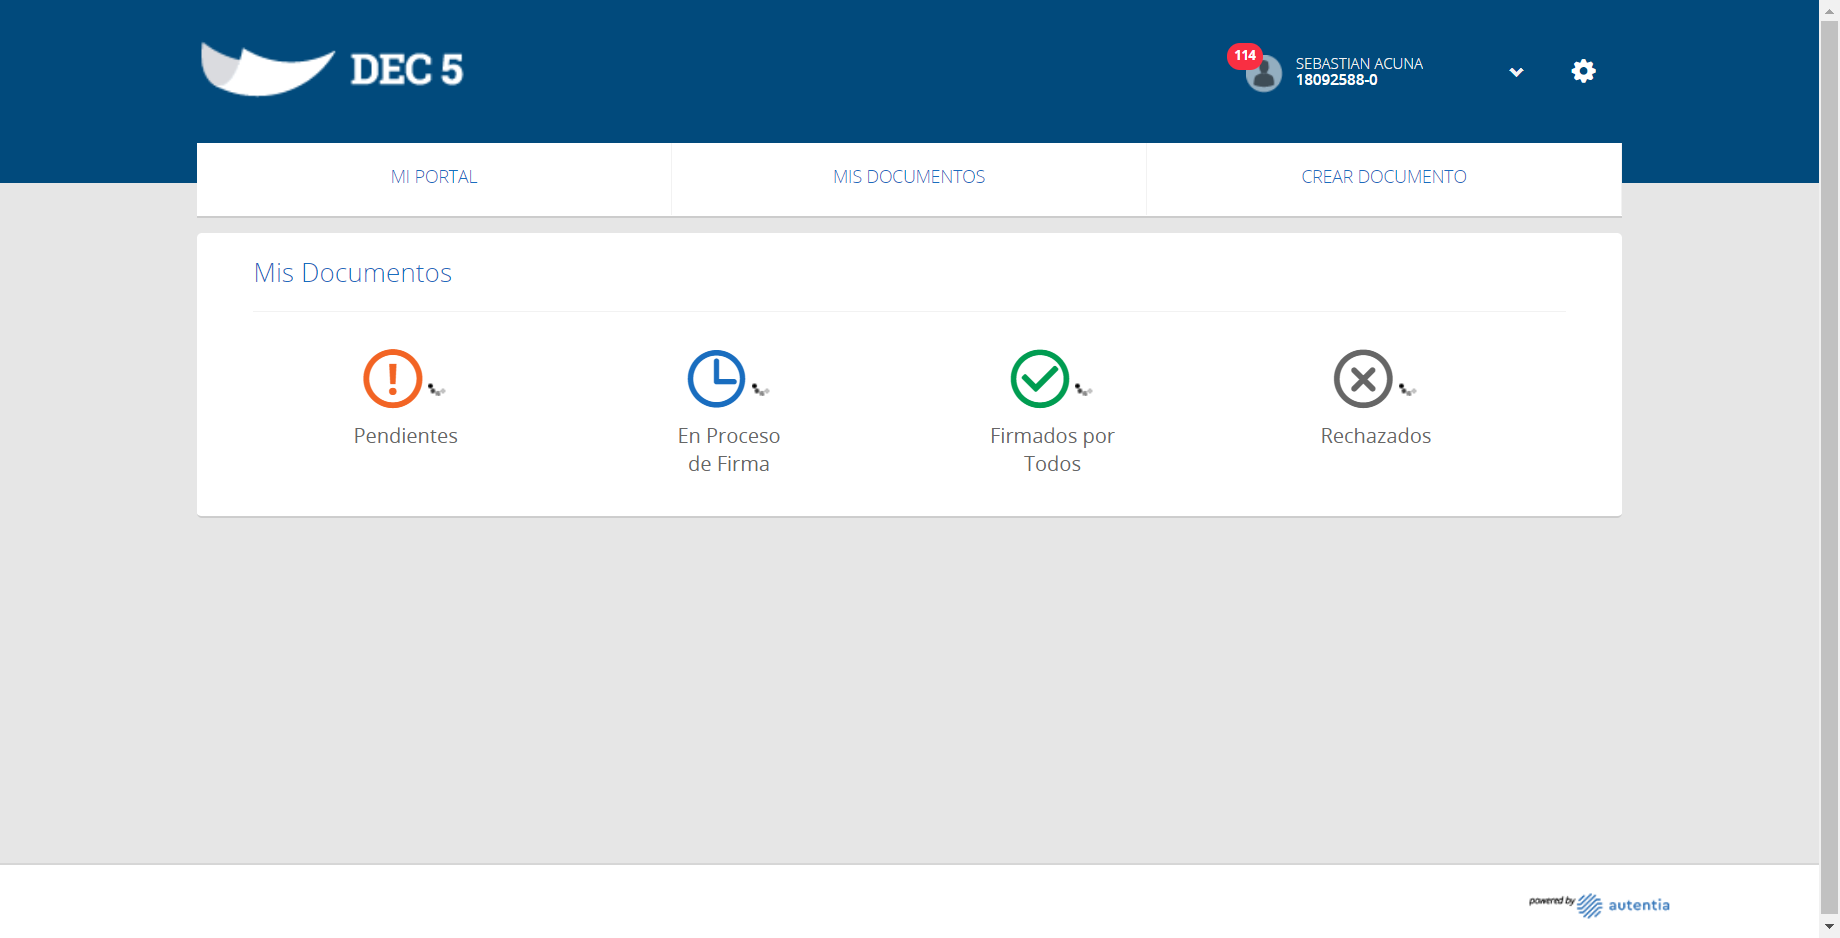 DEC 5
114
SEBASTIAN ACUNA
18092588-0
MI PORTAL
MIS DOCUMENTOS
CREAR DOCUMENTO
Mis Documentos
Pendientes
En Proceso
de Firma
Firmados por
Todos
Rechazados
powered by autentia